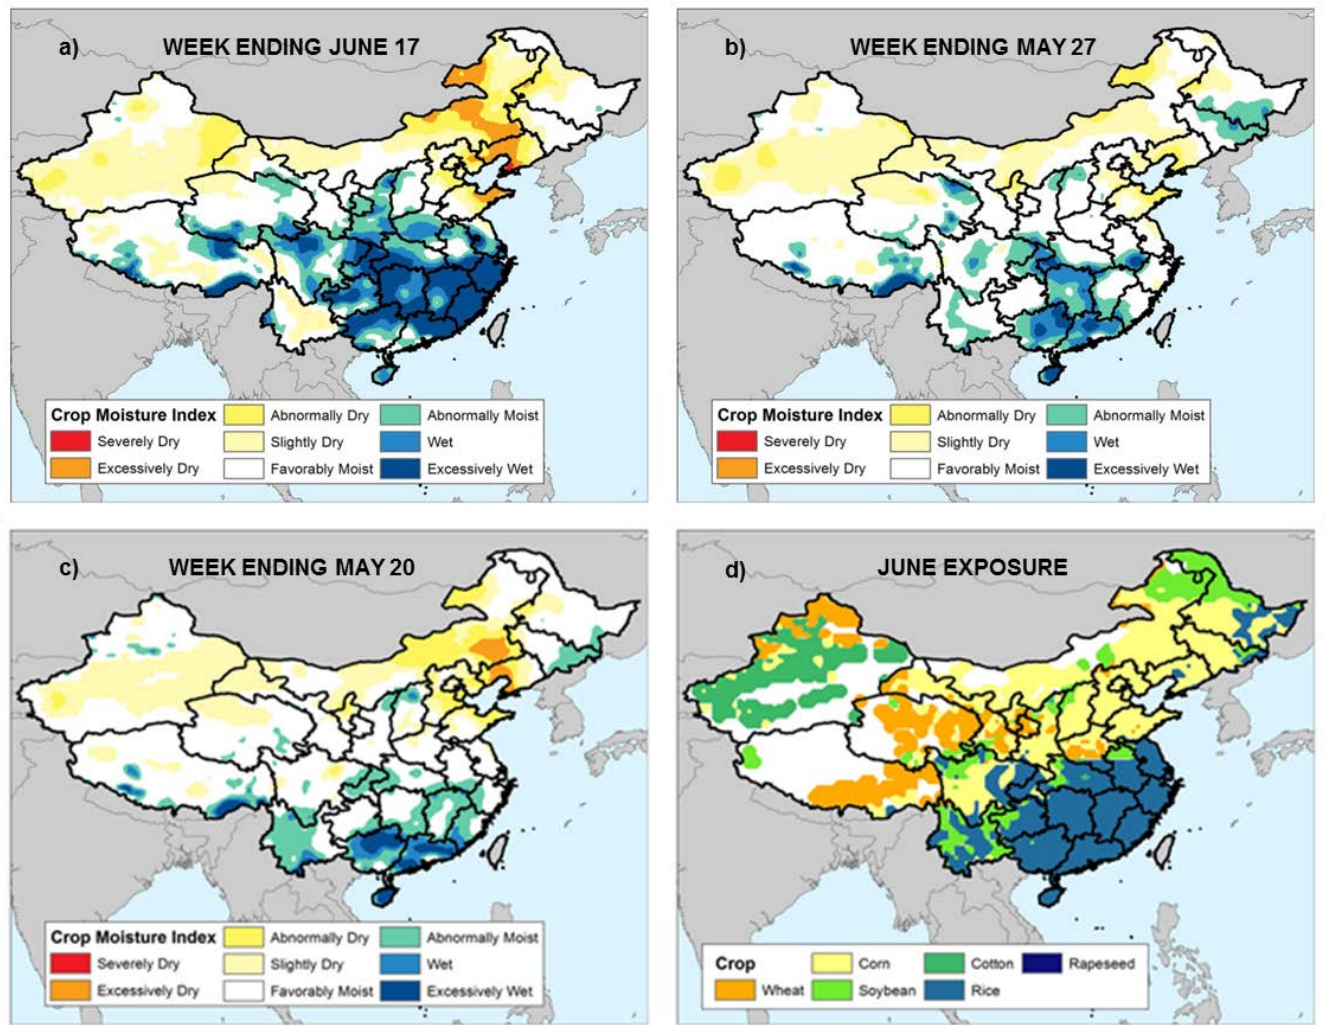 a) WEEK ENDING JUNE 17
Crop Moisture Index
Severely Dry
Excessively Dry
Abnormally Dry
Slightly Dry
Favorably Moist
Abnormally Moist
Wet
Excessively Wet
b) WEEK ENDING MAY 27
Crop Moisture Index
Severely Dry
Excessively Dry
Abnormally Dry
Slightly Dry
Favorably Moist
Abnormally Moist
Wet
Excessively Wet
c) WEEK ENDING MAY 20
Crop Moisture Index
Severely Dry
Excessively Dry
Abnormally Dry
Slightly Dry
Favorably Moist
Abnormally Moist
Wet
Excessively Wet
d) JUNE EXPOSURE
Crop
Wheat
Corn
Soybean
Cotton
Rice
Rapeseed